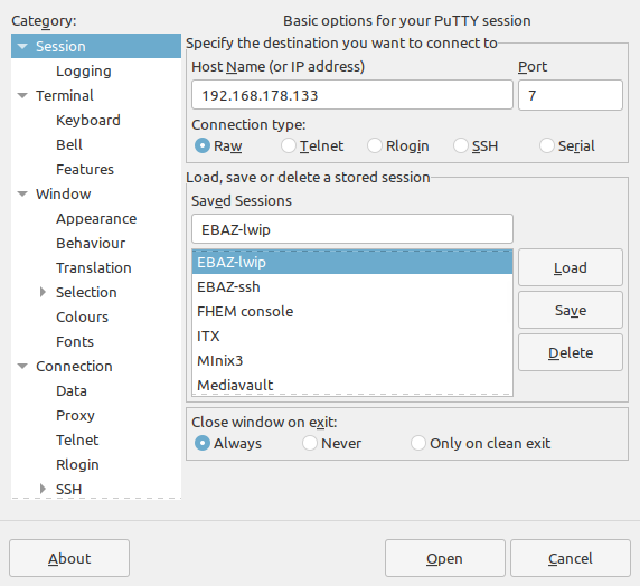 Category:
Session
Logging
Terminal
Keyboard
Bell
Features
Window
Appearance
Behaviour
Translation
Selection
Colours
Fonts
Connection
Data
Proxy
Telnet
Rlogin
SSH
Basic options for your PuTTY session
Specify the destination you want to connect to
Host Name (or IP address) Port
192.168.178.133 7
Connection type:
Raw Telnet Rlogin SSH Serial
Load, save or delete a stored session
Saved Sessions
EBAZ-lwip
EBAZ-lwip
EBAZ-ssh
FHEM console
ITX
MInix3
Mediavault
Load
Save
Delete
Close window on exit:
Always Never Only on clean exit
About Open Cancel